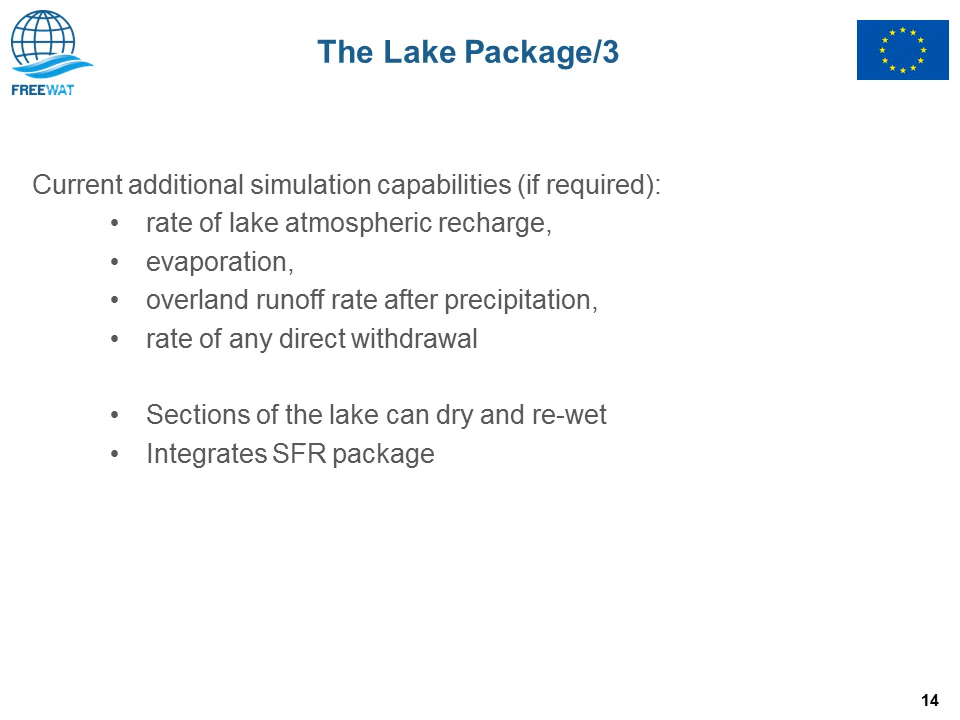 FREEWAT
The Lake Package/3
Current additional simulation capabilities (if required):
• rate of lake atmospheric recharge,
• evaporation,
• overland runoff rate after precipitation,
• rate of any direct withdrawal
• Sections of the lake can dry and re-wet
• Integrates SFR package
14